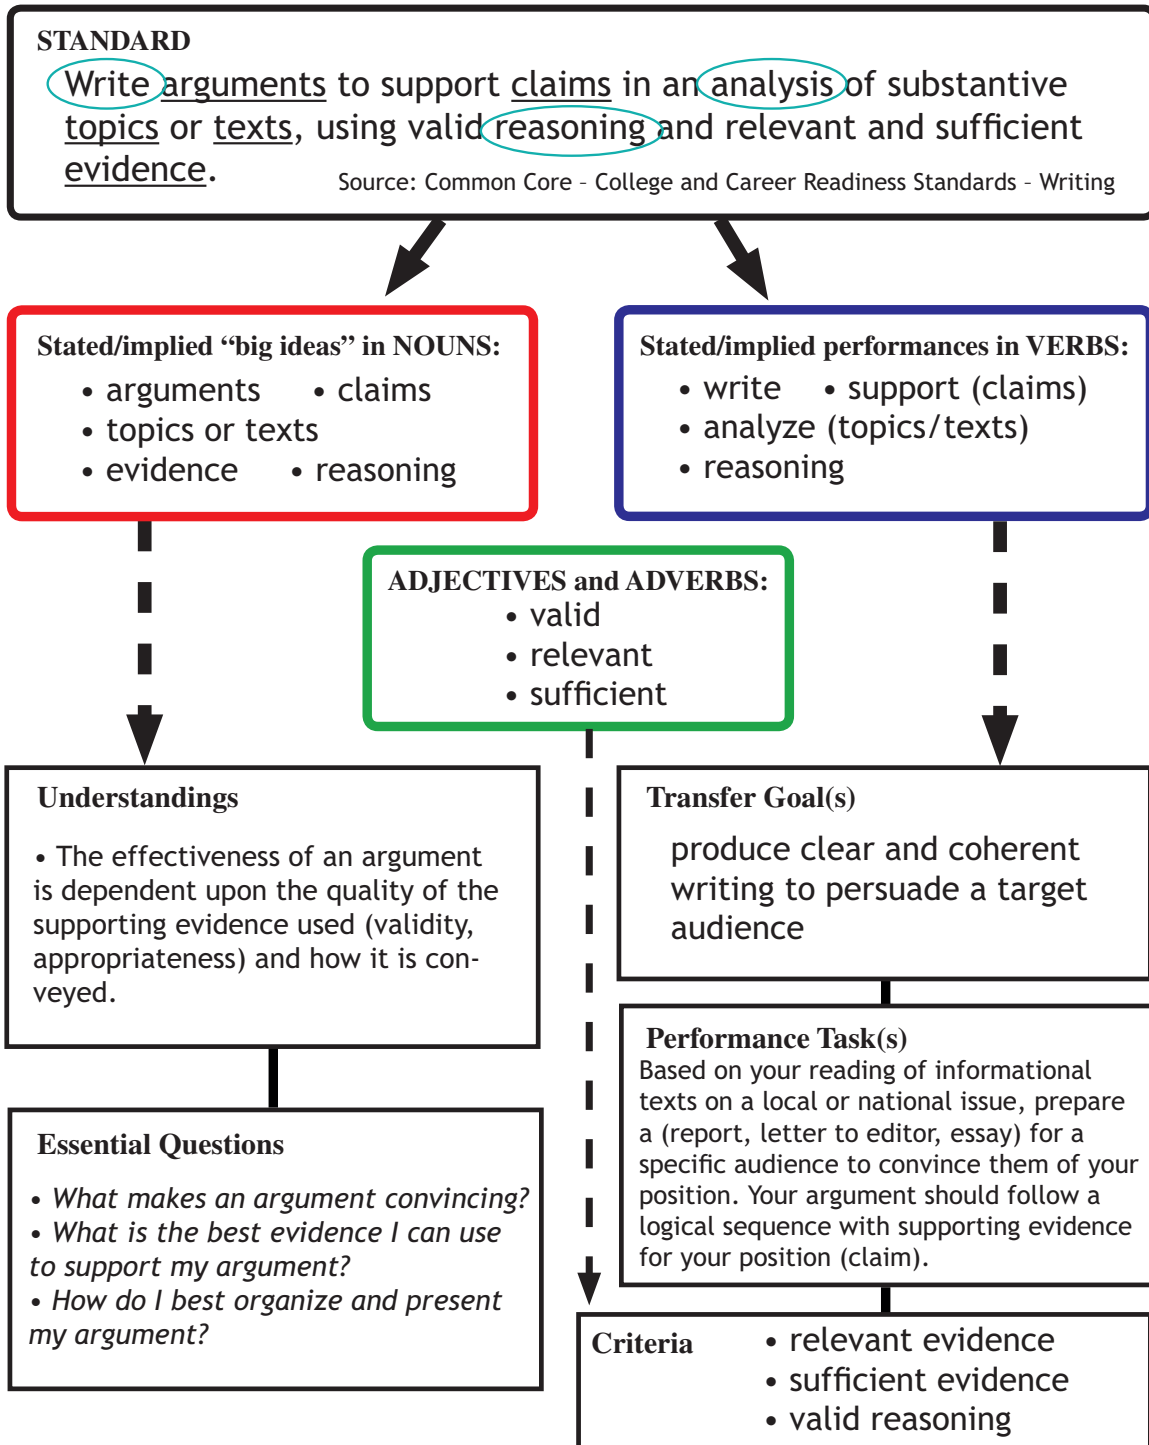 STANDARD
Write arguments to support claims in an analysis of substantive
topics or texts, using valid reasoning and relevant and sufficient
evidence.
Source: Common Core – College and Career Readiness Standards – Writing
Stated/implied “big ideas” in NOUNS:
• arguments • claims
• topics or texts
• evidence • reasoning
Stated/implied performances in VERBS:
• write • support (claims)
• analyze (topics/texts)
• reasoning
ADJECTIVES and ADVERBS:
• valid
• relevant
• sufficient
Understandings
• The effectiveness of an argument
is dependent upon the quality of the
supporting evidence used (validity,
appropriateness) and how it is con-
veyed.
Transfer Goal(s)
produce clear and coherent
writing to persuade a target
audience
Performance Task(s)
Based on your reading of informational
texts on a local or national issue, prepare
a (report, letter to editor, essay) for a
specific audience to convince them of your
position. Your argument should follow a
logical sequence with supporting evidence
for your position (claim).
Essential Questions
• What makes an argument convincing?
• What is the best evidence I can use
to support my argument?
• How do I best organize and present
my argument?
Criteria
• relevant evidence
• sufficient evidence
• valid reasoning